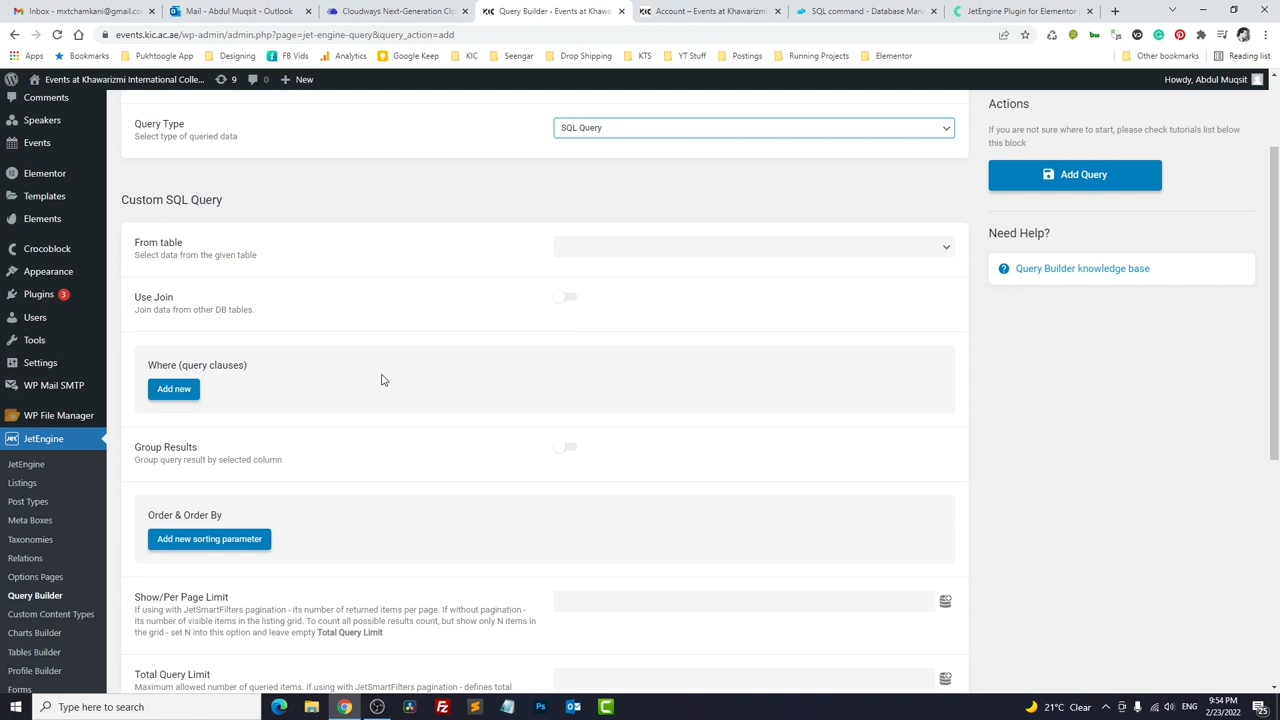 Inbox - mxtchamkani@gmail.com
Mail - Abdul Muqsit - Outlook
Cloudways Next-Generation Clo
Query Builder ‹ Events at Khawa
Account – Events at Khawarizmi
SQL command - Database Mana
JetEngine Plugin for Elementor
events.kic.ac.ae/wp-admin/admin.php?page=jet-engine-query&query_action=add
Apps
Bookmarks
Pukhtoogle App
Designing
FB Vids
Analytics
Google Keep
KIC
Seengar
Drop Shipping
KTS
YT Stuff
Postings
Running Projects
Elementor
Other bookmarks
Reading list
Events at Khawarizmi International Colle...
9
0
New
Howdy, Abdul Muqsit
Comments
Speakers
Events
Elementor
Templates
Elements
Crocoblock
Appearance
Plugins 3
Users
Tools
Settings
WP Mail SMTP
WP File Manager
JetEngine
JetEngine
Listings
Post Types
Meta Boxes
Taxonomies
Relations
Options Pages
Query Builder
Custom Content Types
Charts Builder
Tables Builder
Profile Builder
Forms
Query Type
Select type of queried data
SQL Query
Custom SQL Query
From table
Select data from the given table
Use Join
Join data from other DB tables.
Where (query clauses)
Add new
Group Results
Group query result by selected column
Order & Order By
Add new sorting parameter
Show/Per Page Limit
If using with JetSmartFilters pagination - its number of returned items per page. If without pagination -
its number of visible items in the listing grid. To count all possible results count, but show only N items in
the grid - set N into this option and leave empty Total Query Limit
Total Query Limit
Maximum allowed number of queried items. If using with JetSmartFilters pagination - defines total
Actions
If you are not sure where to start, please check tutorials list below
this block
Add Query
Need Help?
Query Builder knowledge base
Type here to search
21°C Clear
9:54 PM
2/23/2022
25